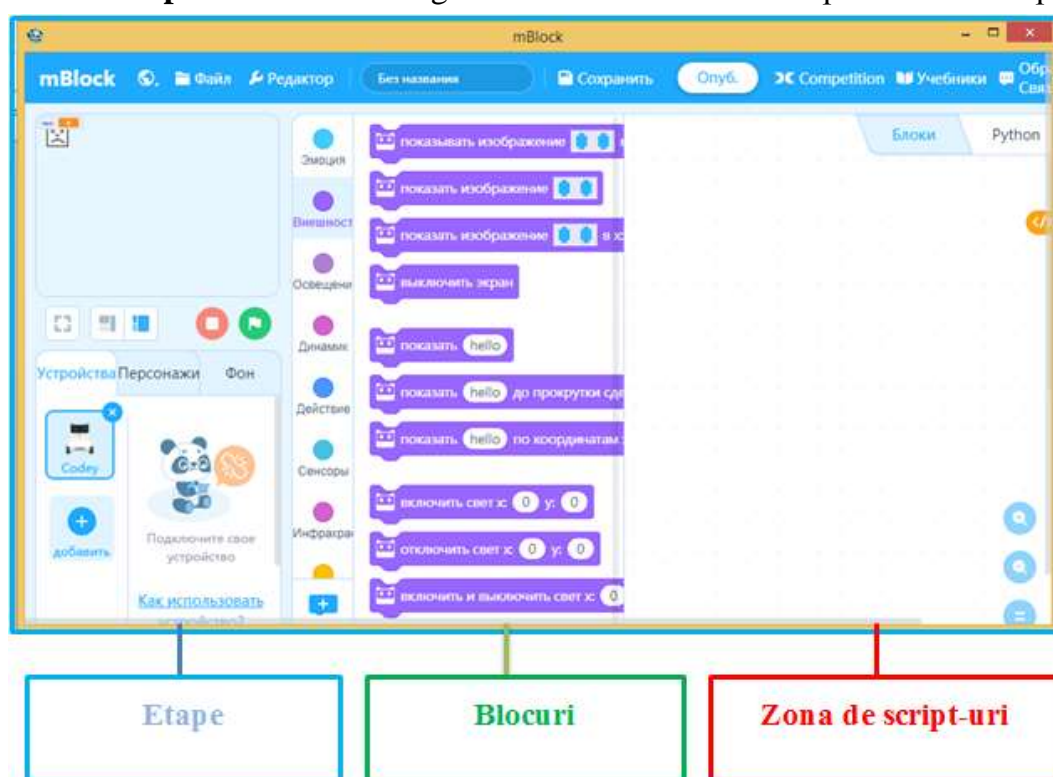 mBlock
mBlock Файл Редактор Без названия Сохранить Опуб. Competition Учебники
Блоки Python
Эмоция
Внешност
Освещени
Динамик
Действие
Сенсоры
Инфракра
показывать изображение
показать изображение
показать изображение в x:
выключить экран
показать hello
показать hello до прокрутки сде
показать hello по координатам
включить свет x: 0 y: 0
отключить свет x: 0 y: 0
включить и выключить свет x: 0
Устройства Персонажи Фон
Codey
добавить
Подключите свое
устройство
Как использовать
устройство?
Etape
Blocuri
Zona de script-uri